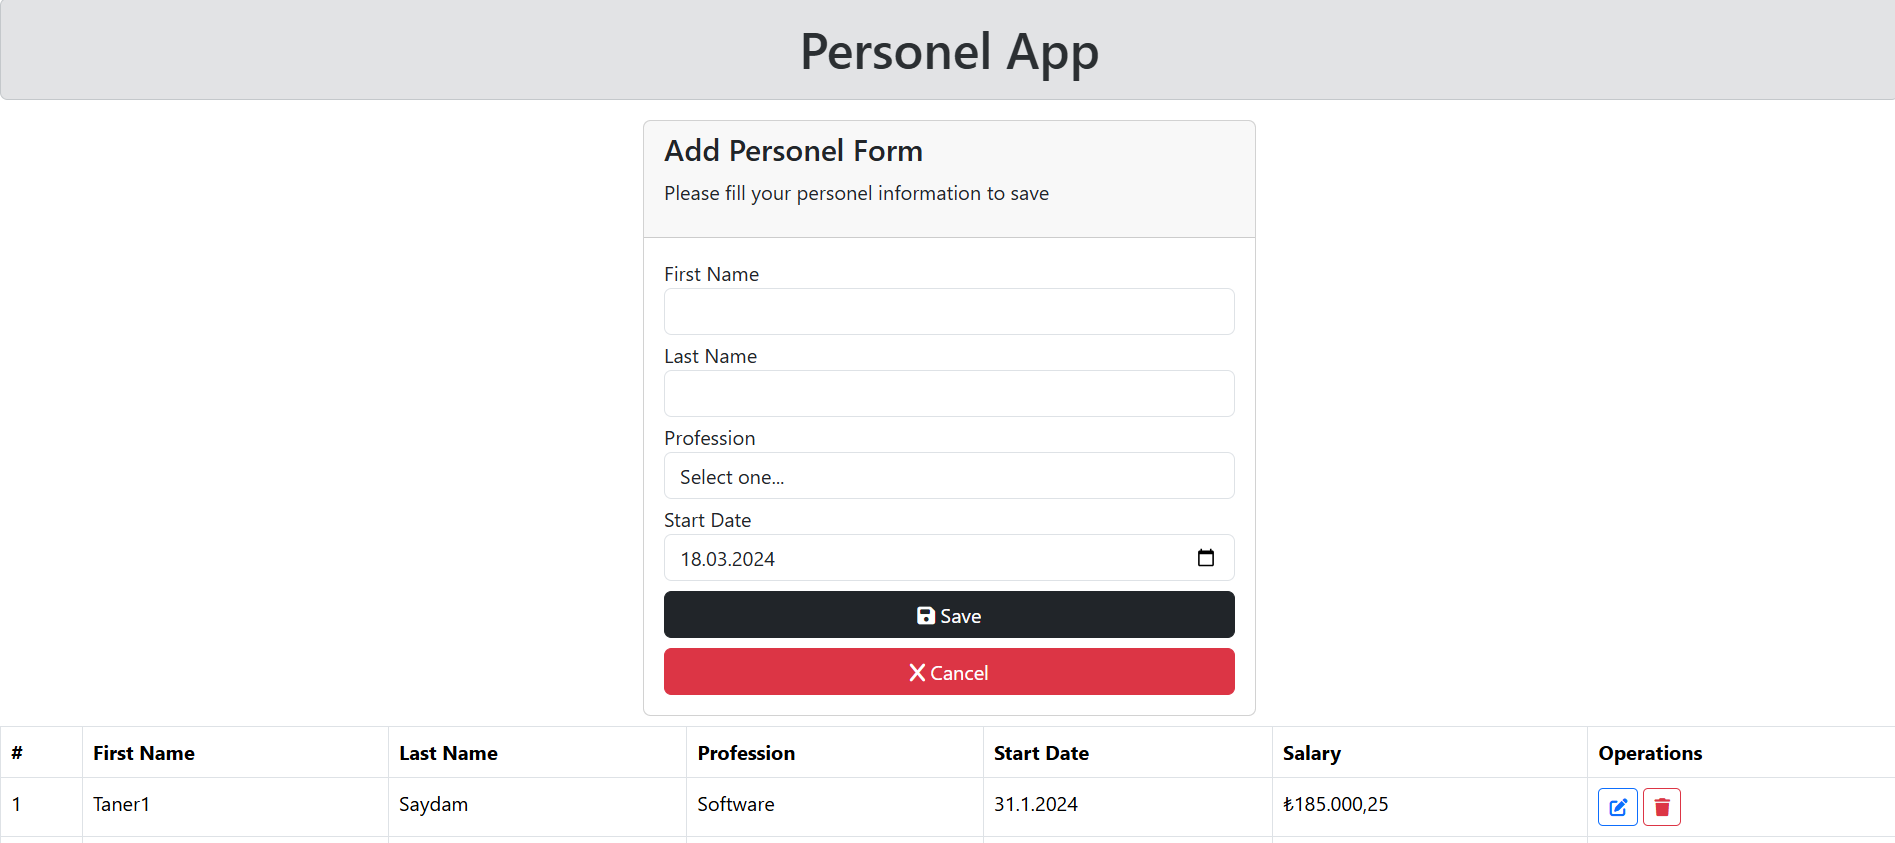 Personel App
Add Personel Form
Please fill your personel information to save
First Name
Last Name
Profession
Select one...
Start Date
18.03.2024
Save
Cancel
# First Name Last Name Profession Start Date Salary Operations
1 Taner1 Saydam Software 31.1.2024 ₺185.000,25